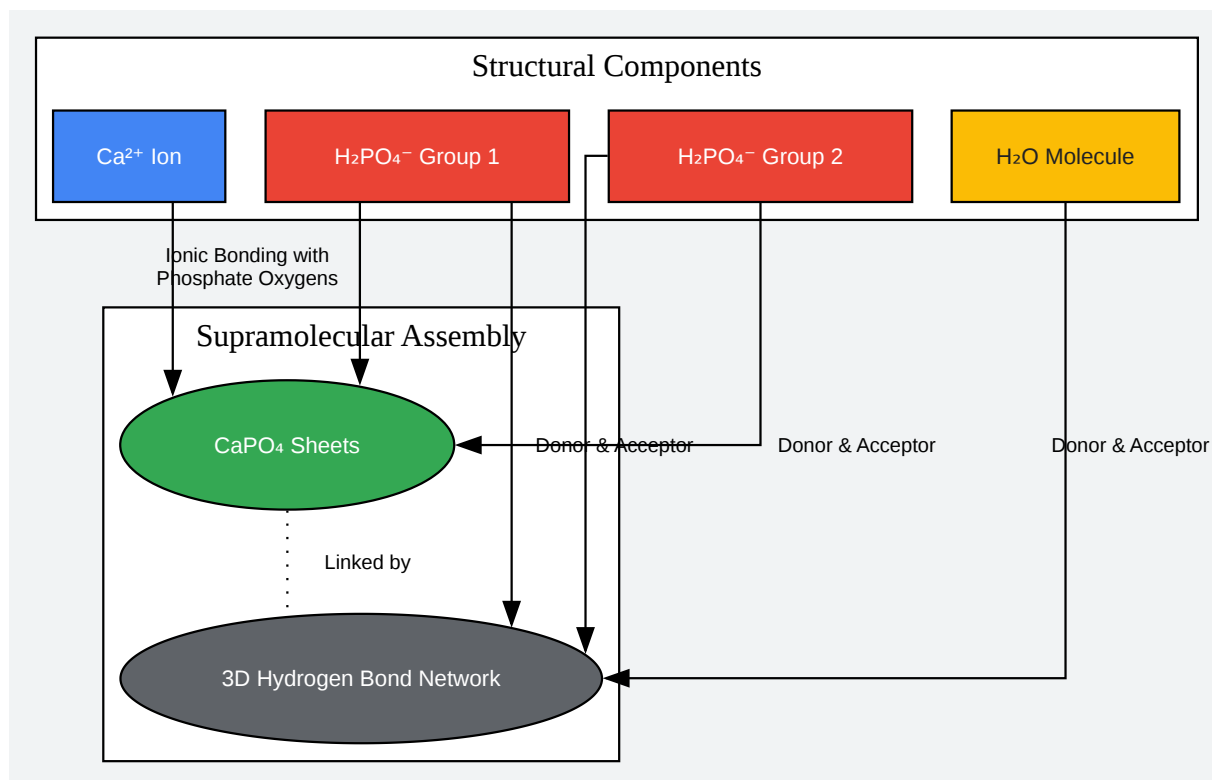 Structural Components
Ca²⁺ Ion
H₂PO₄⁻ Group 1
H₂PO₄⁻ Group 2
H₂O Molecule
Ionic Bonding with
Phosphate Oxygens
Supramolecular Assembly
CaPO₄ Sheets
Donor & Acceptor
Donor & Acceptor
Donor & Acceptor
Linked by
3D Hydrogen Bond Network